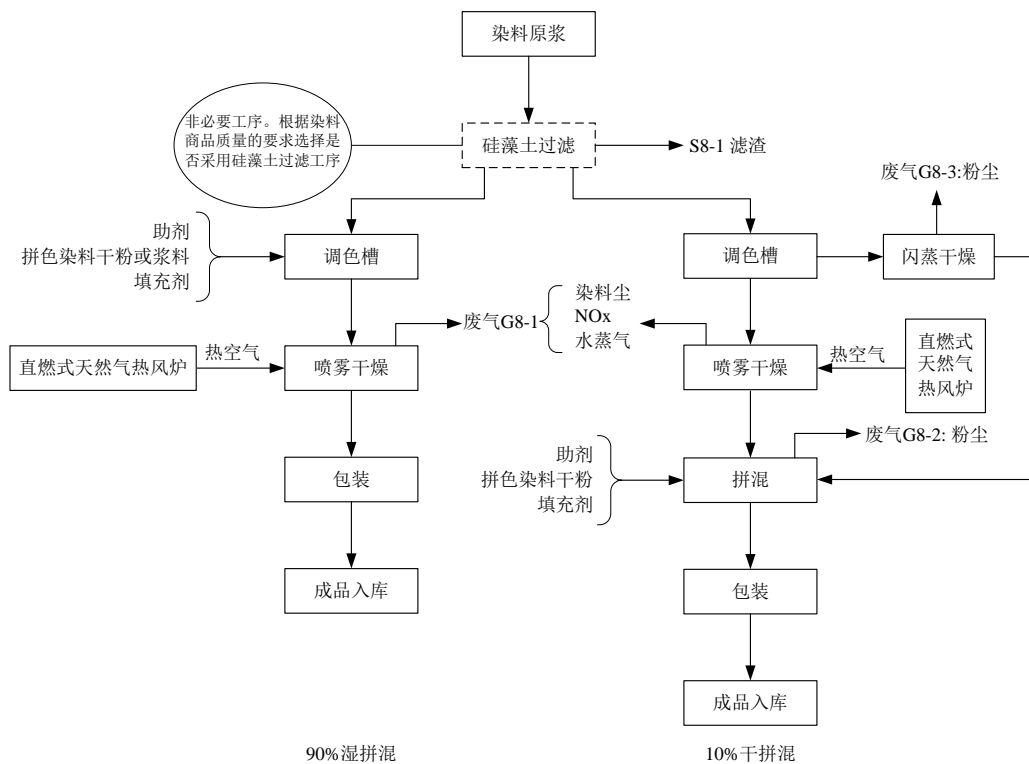 染料原浆
非必要工序。根据染料
商品质量的要求选择是
否采用硅藻土过滤工序
硅藻土过滤
S8-1 滤渣
废气G8-3:粉尘
助剂
拼色染料干粉或浆料
填充剂
调色槽
调色槽
闪蒸干燥
废气G8-1
染料尘
NOx
水蒸气
直燃式天然气热风炉
热空气
喷雾干燥
喷雾干燥
热空气
直燃式
天然气
热风炉
废气G8-2: 粉尘
助剂
拼色染料干粉
填充剂
包装
拼混
成品入库
包装
成品入库
90%湿拼混
10%干拼混